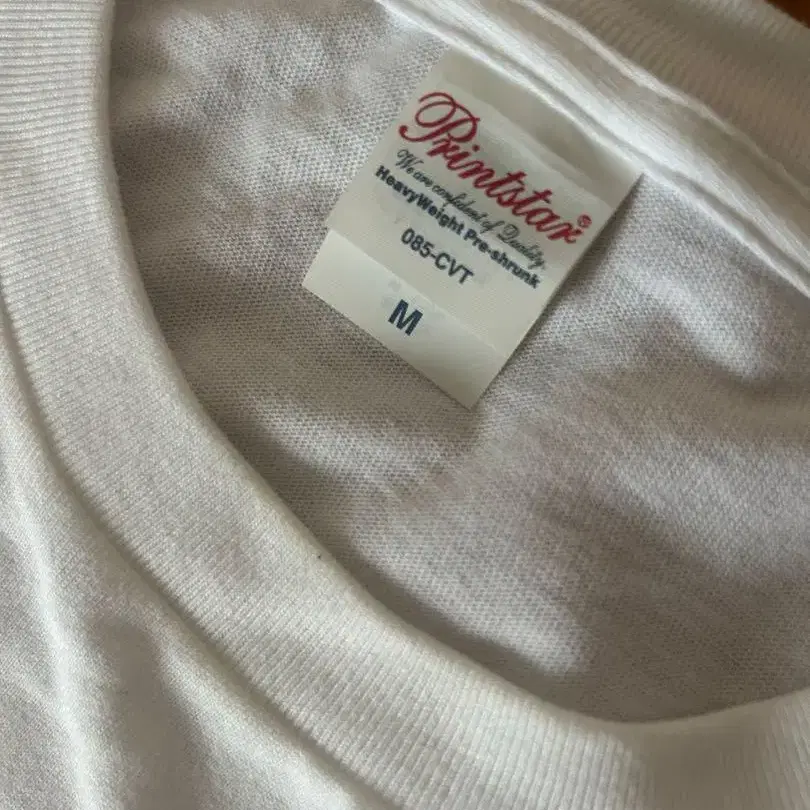 Printstar®
We are confident of Quality.
HeavyWeight Pre-shrunk
085-CVT
M